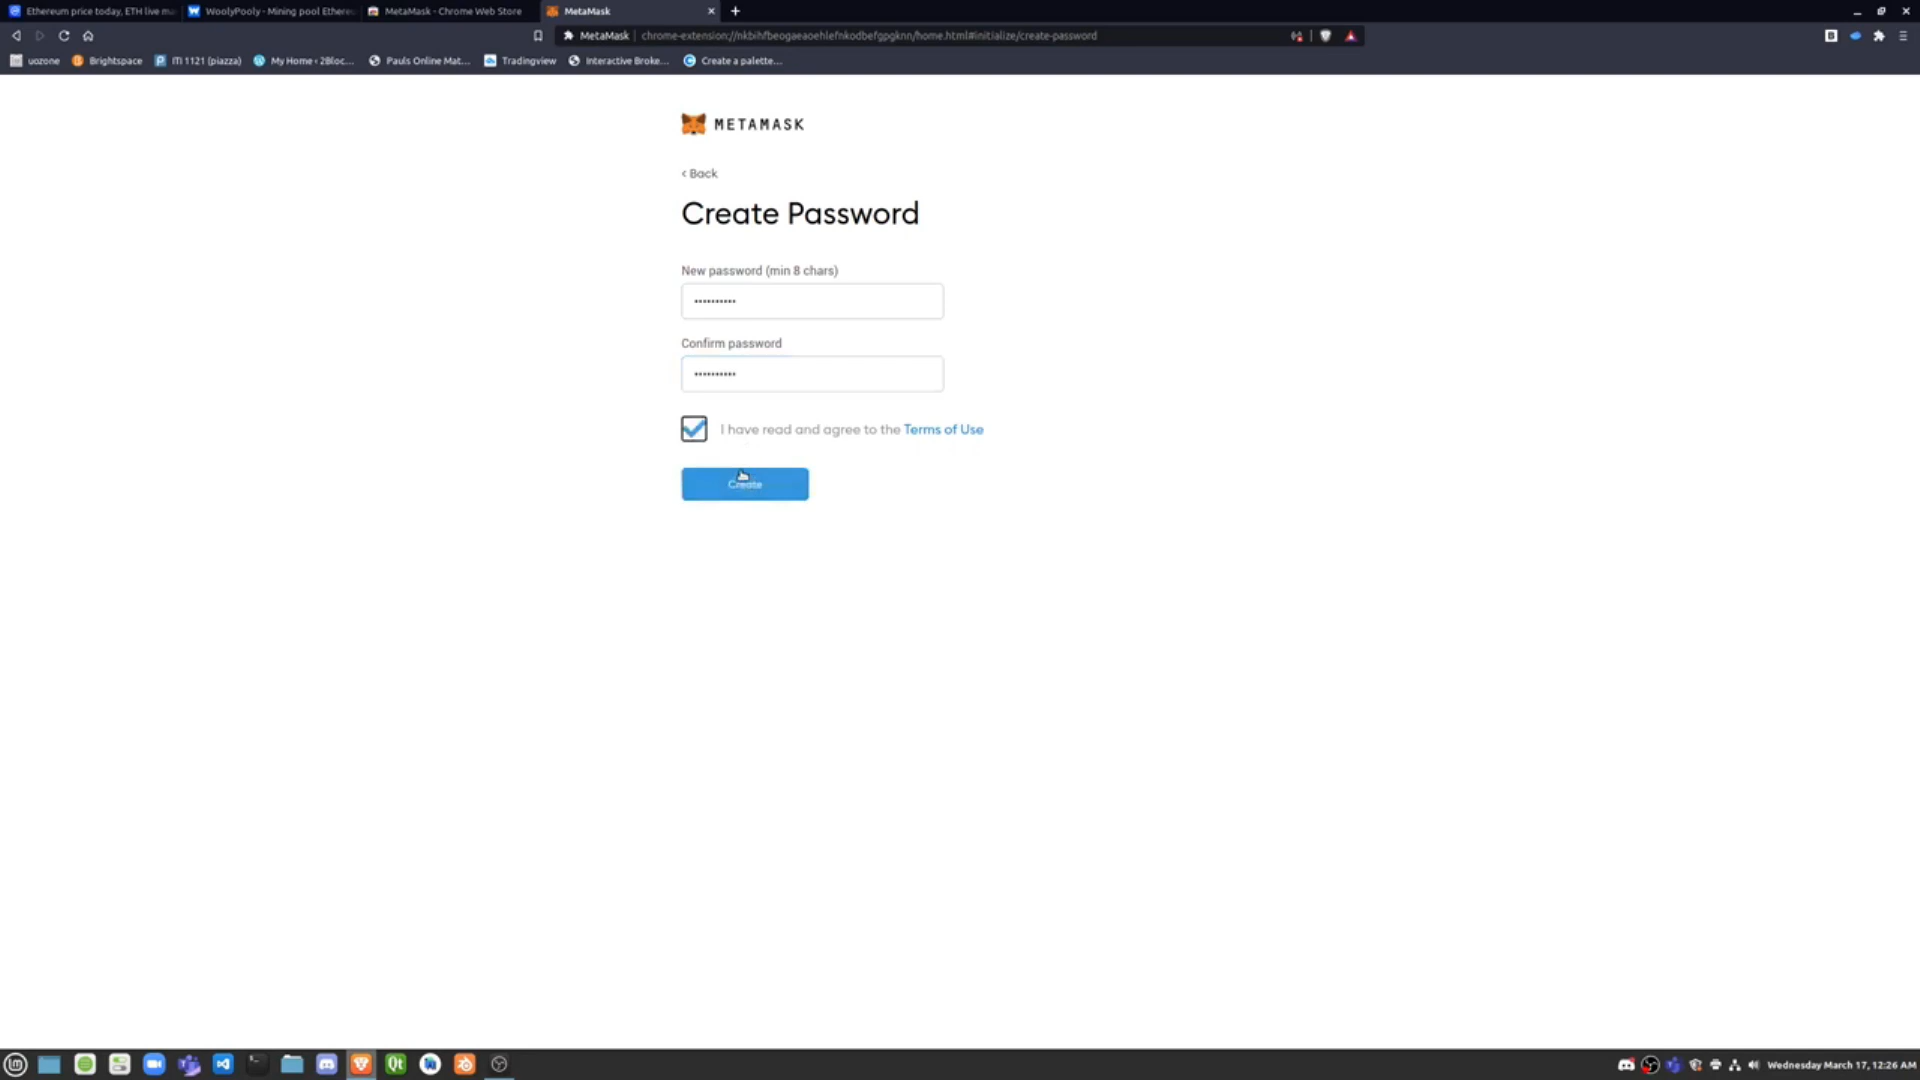 Ethereum price today, ETH live ma
WoolyPooly - Mining pool Ethere
MetaMask - Chrome Web Store
MetaMask
MetaMask | chrome-extension://nkbihfbeogaeaoehlefnkodbefgpgknn/home.html#initialize/create-password
uozone
Brightspace
ITI 1121 (piazza)
My Home ‹ 2Bloc...
Pauls Online Mat...
Tradingview
Interactive Broke...
Create a palette...
METAMASK
< Back
Create Password
New password (min 8 chars)
••••••••••
Confirm password
••••••••••
I have read and agree to the Terms of Use
Create
Wednesday March 17, 12:26 AM